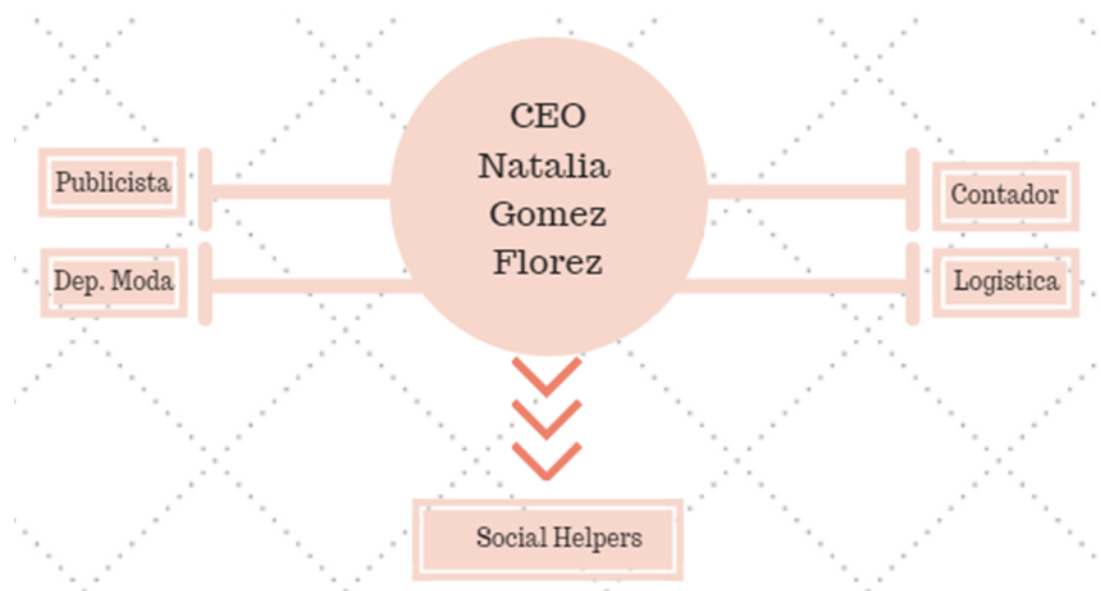 CEO
Natalia
Gomez
Florez
Publicista
Dep. Moda
Contador
Logistica
Social Helpers